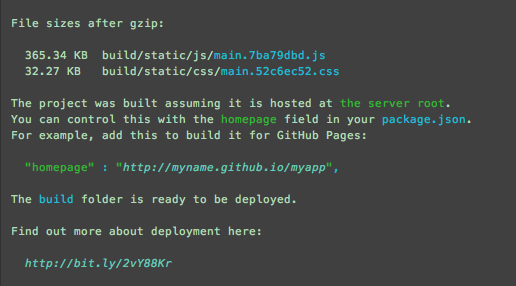 File sizes after gzip:
365.34 KB build/static/js/main.7ba79dbd.js
32.27 KB build/static/css/main.52c6ec52.css
The project was built assuming it is hosted at the server root.
You can control this with the homepage field in your package.json.
For example, add this to build it for GitHub Pages:
"homepage" : "http://myname.github.io/myapp",
The build folder is ready to be deployed.
Find out more about deployment here:
http://bit.ly/2vY88Kr